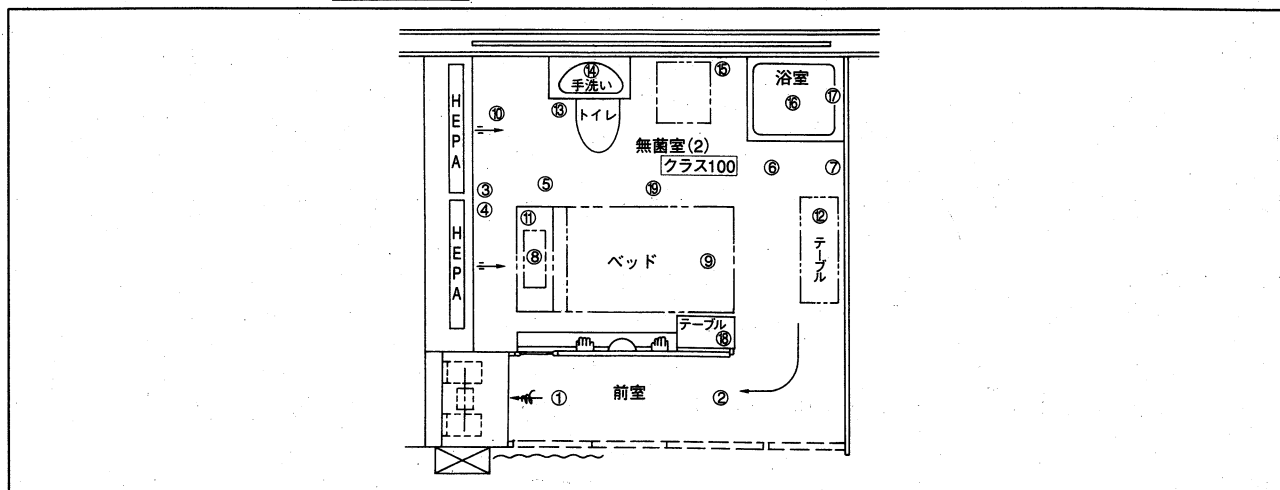 ⑭
手洗い
⑮
浴室
⑯
⑰
HEPA
⑩
⑬
トイレ
無菌室(2)
クラス100
⑥
⑦
③
④
⑤
⑲
HEPA
⑪
⑧
ベッド
⑨
⑫
テーブル
テーブル
⑱
前室
①
②